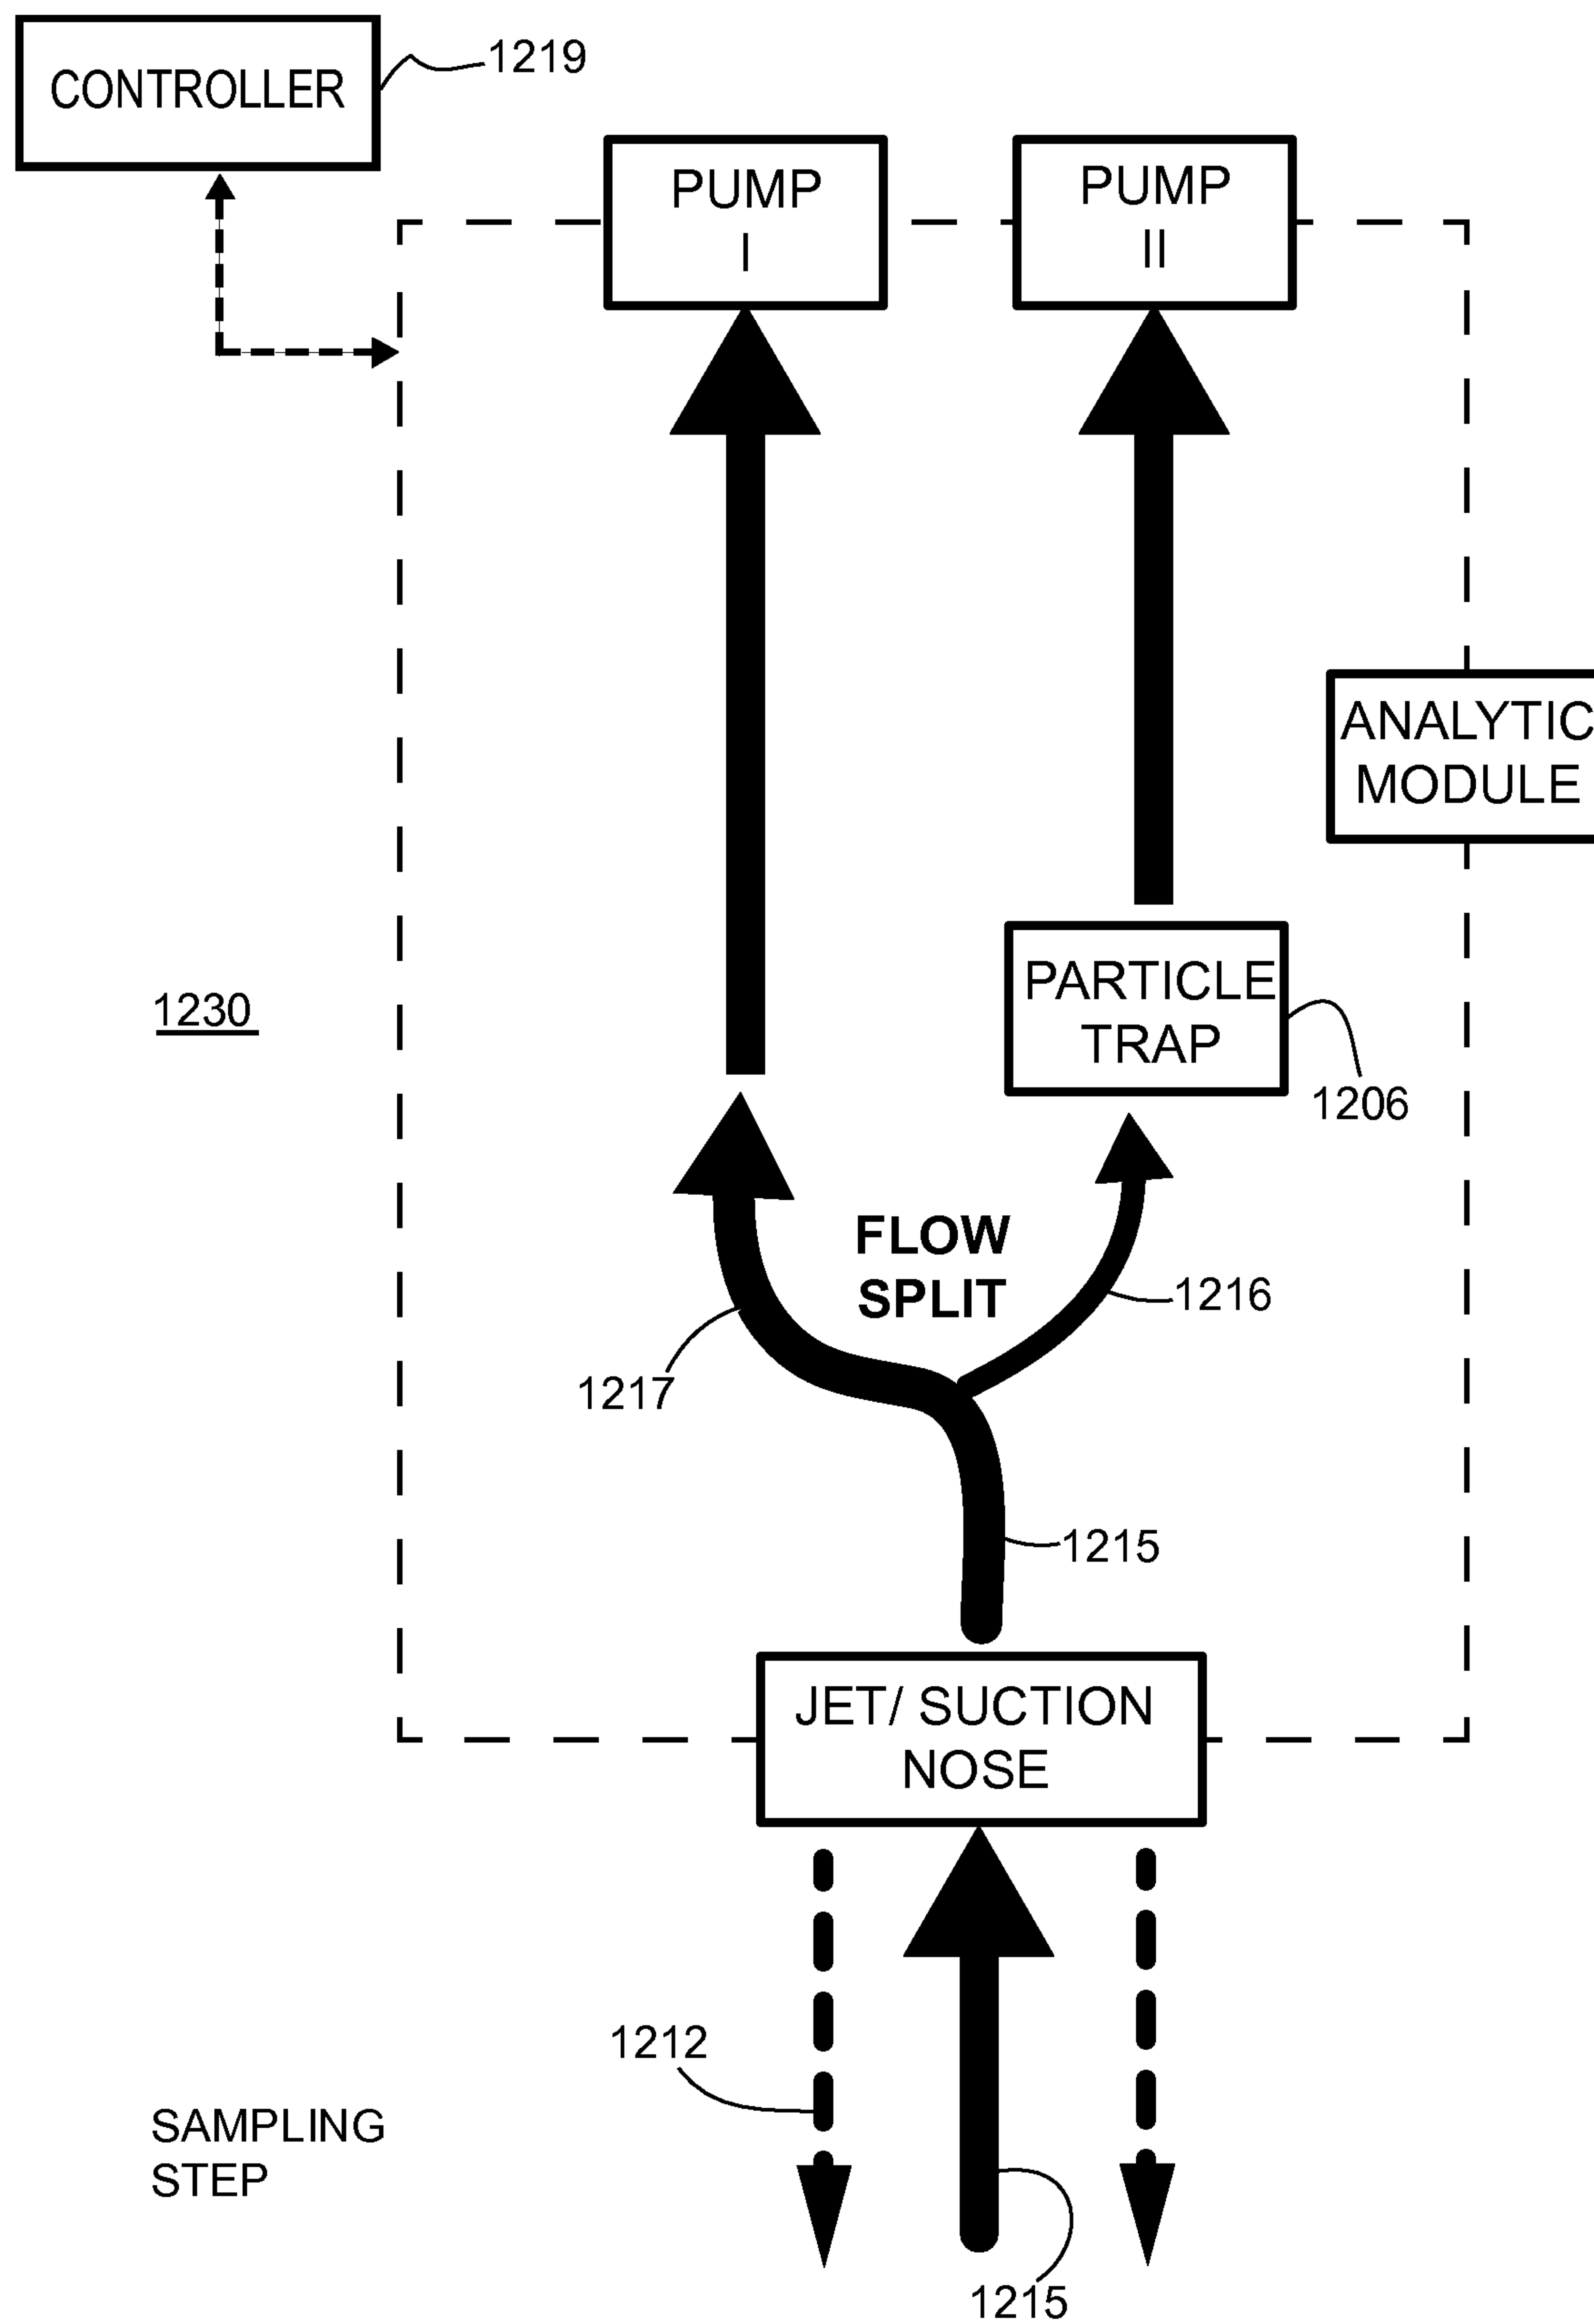 CONTROLLER
1219
PUMP
I
PUMP
II
ANALYTIC
MODULE
PARTICLE
TRAP
1230
1206
FLOW
SPLIT
1216
1217
1215
JET/ SUCTION
NOSE
1212
SAMPLING
STEP
1215